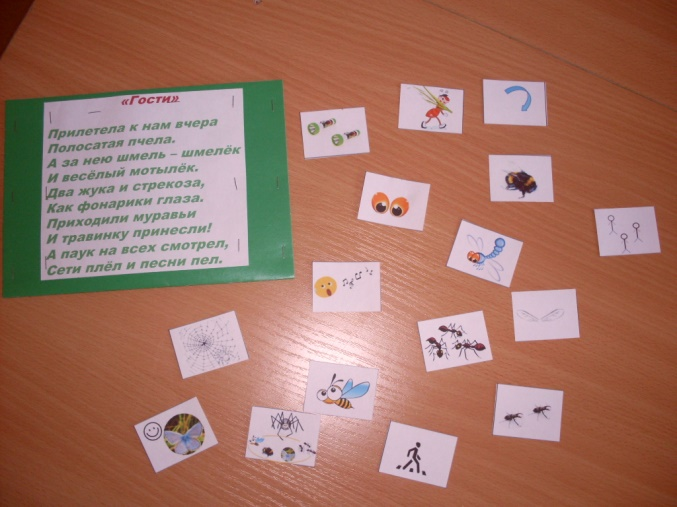 «Гости»
Прилетела к нам вчера
Полосатая пчела.
А за нею шмель – шмелёк
И весёлый мотылёк.
Два жука и стрекоза,
Как фонарики глаза.
Приходили муравьи
И травинку принесли!
А паук на всех смотрел,
Сети плёл и песни пел.